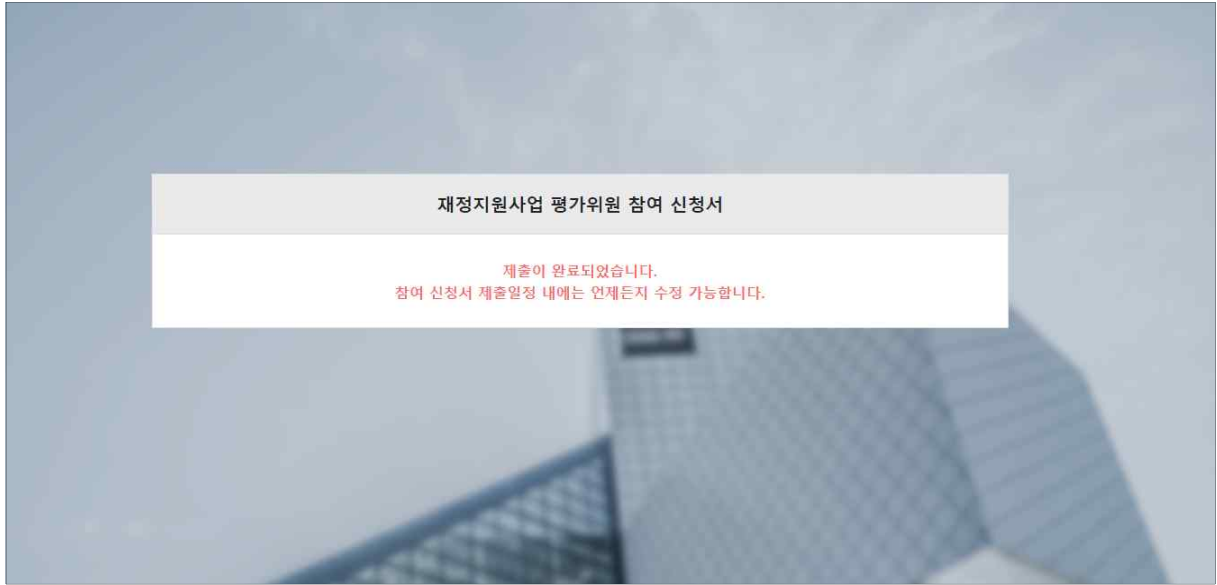 재정지원사업 평가위원 참여 신청서
제출이 완료되었습니다.
참여 신청서 제출일정 내에는 언제든지 수정 가능합니다.